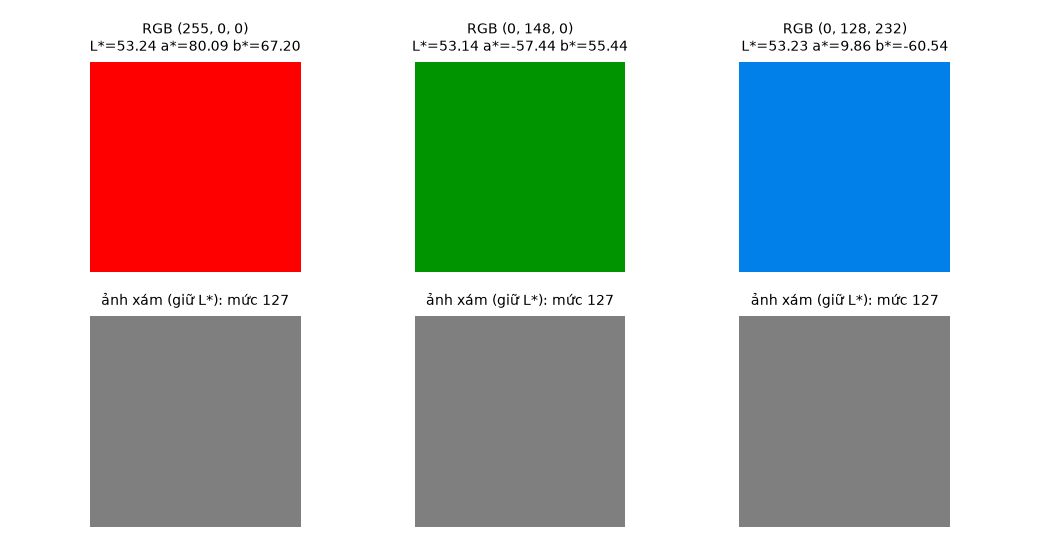 RGB (255, 0, 0)
L*=53.24 a*=80.09 b*=67.20
RGB (0, 148, 0)
L*=53.14 a*=-57.44 b*=55.44
RGB (0, 128, 232)
L*=53.23 a*=9.86 b*=-60.54
ảnh xám (giữ L*): mức 127
ảnh xám (giữ L*): mức 127
ảnh xám (giữ L*): mức 127